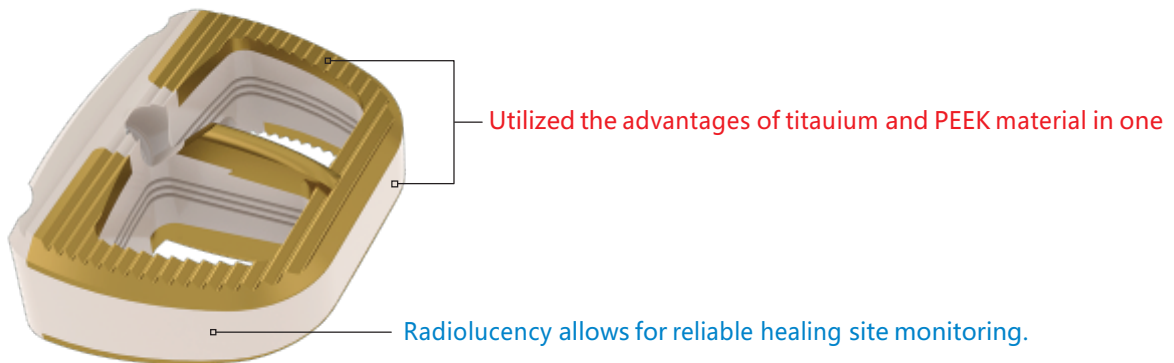 Utilized the advantages of titauium and PEEK material in one
Radiolucency allows for reliable healing site monitoring.